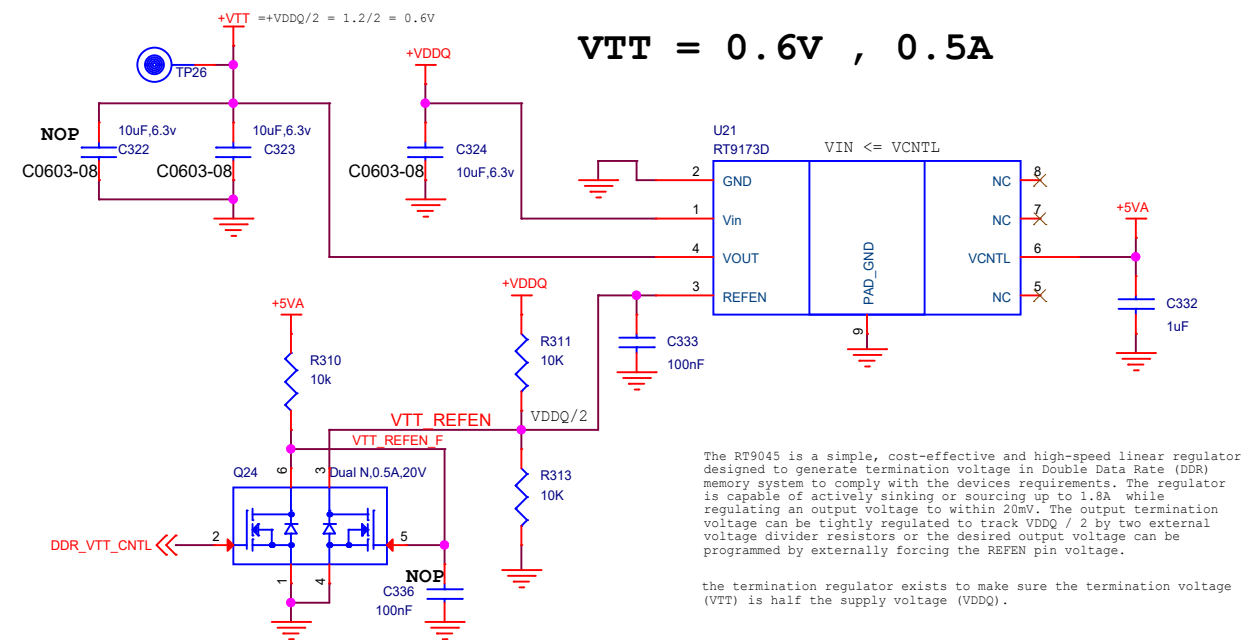 +VTT =+VDDQ/2 = 1.2/2 = 0.6V
VTT = 0.6V , 0.5A
TP26
+VDDQ
NOP
10uF,6.3v
C322
C0603-08
10uF,6.3v
C323
C0603-08
C324
C0603-08
10uF,6.3v
U21
RT9173D
VIN <= VCNTL
2
GND
1
Vin
4
VOUT
3
REFEN
PAD_GND
9
NC
8
NC
7
VCNTL
6
NC
5
+5VA
C332
1uF
+5VA
R310
10k
+VDDQ
R311
10K
C333
100nF
VTT_REFEN
VDDQ/2
VTT_REFEN_F
R313
10K
Q24
6
3
Dual N,0.5A,20V
DDR_VTT_CNTL
2
5
1
4
NOP
C336
100nF
The RT9045 is a simple, cost-effective and high-speed linear regulator
designed to generate termination voltage in Double Data Rate (DDR)
memory system to comply with the devices requirements. The regulator
is capable of actively sinking or sourcing up to 1.8A while
regulating an output voltage to within 20mV. The output termination
voltage can be tightly regulated to track VDDQ / 2 by two external
voltage divider resistors or the desired output voltage can be
programmed by externally forcing the REFEN pin voltage.
the termination regulator exists to make sure the termination voltage
(VTT) is half the supply voltage (VDDQ).